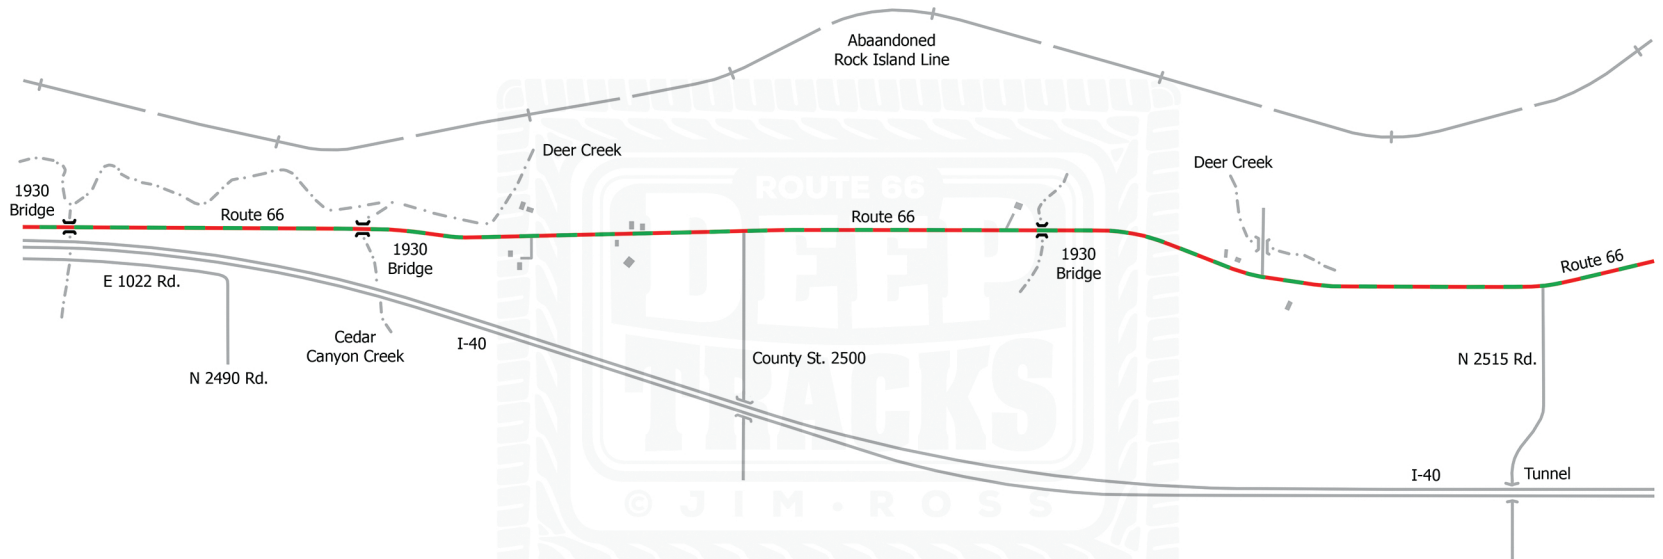 Abaandoned
Rock Island Line
Deer Creek
Deer Creek
1930
Bridge
Route 66
Route 66
1930
Bridge
1930
Bridge
Route 66
E 1022 Rd.
Cedar
Canyon Creek
I-40
County St. 2500
N 2515 Rd.
N 2490 Rd.
I-40
Tunnel
ROUTE 66
DEEP
TRACKS
© JIM • ROSS